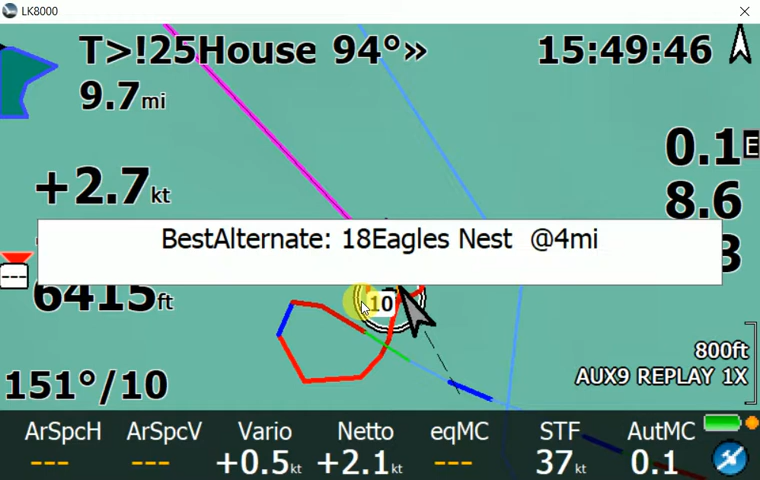 LK8000
T>!25House 94°»
15:49:46
9.7mi
0.1
E
+2.7kt
8.6
BestAlternate: 18Eagles Nest @4mi
3
---
6415ft
10
800ft
AUX9 REPLAY 1X
151°/10
ArSpcH ArSpcV Vario Netto eqMC STF AutMC
--- --- +0.5kt +2.1kt --- 37kt 0.1